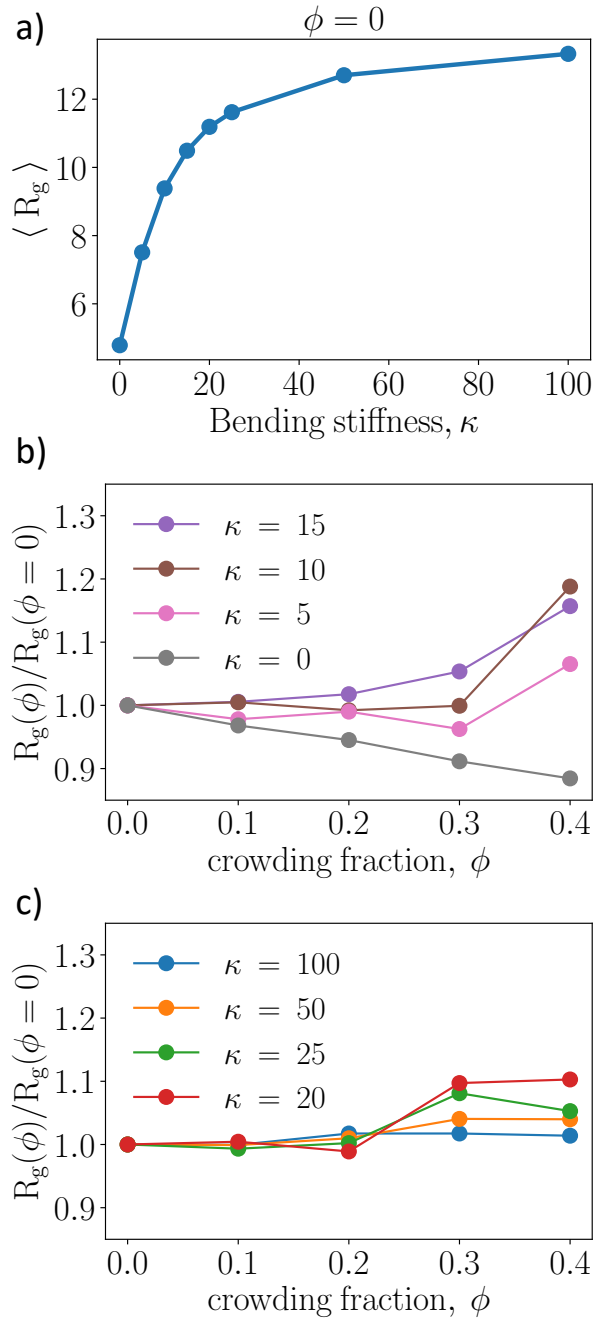 a)
ϕ = 0
⟨ R_g ⟩
12
10
8
6
0 20 40 60 80 100
Bending stiffness, κ
b)
R_g(ϕ)/R_g(ϕ = 0)
1.3
1.2
1.1
1.0
0.9
κ = 15
κ = 10
κ = 5
κ = 0
0.0 0.1 0.2 0.3 0.4
crowding fraction, ϕ
c)
R_g(ϕ)/R_g(ϕ = 0)
1.3
1.2
1.1
1.0
0.9
κ = 100
κ = 50
κ = 25
κ = 20
0.0 0.1 0.2 0.3 0.4
crowding fraction, ϕ